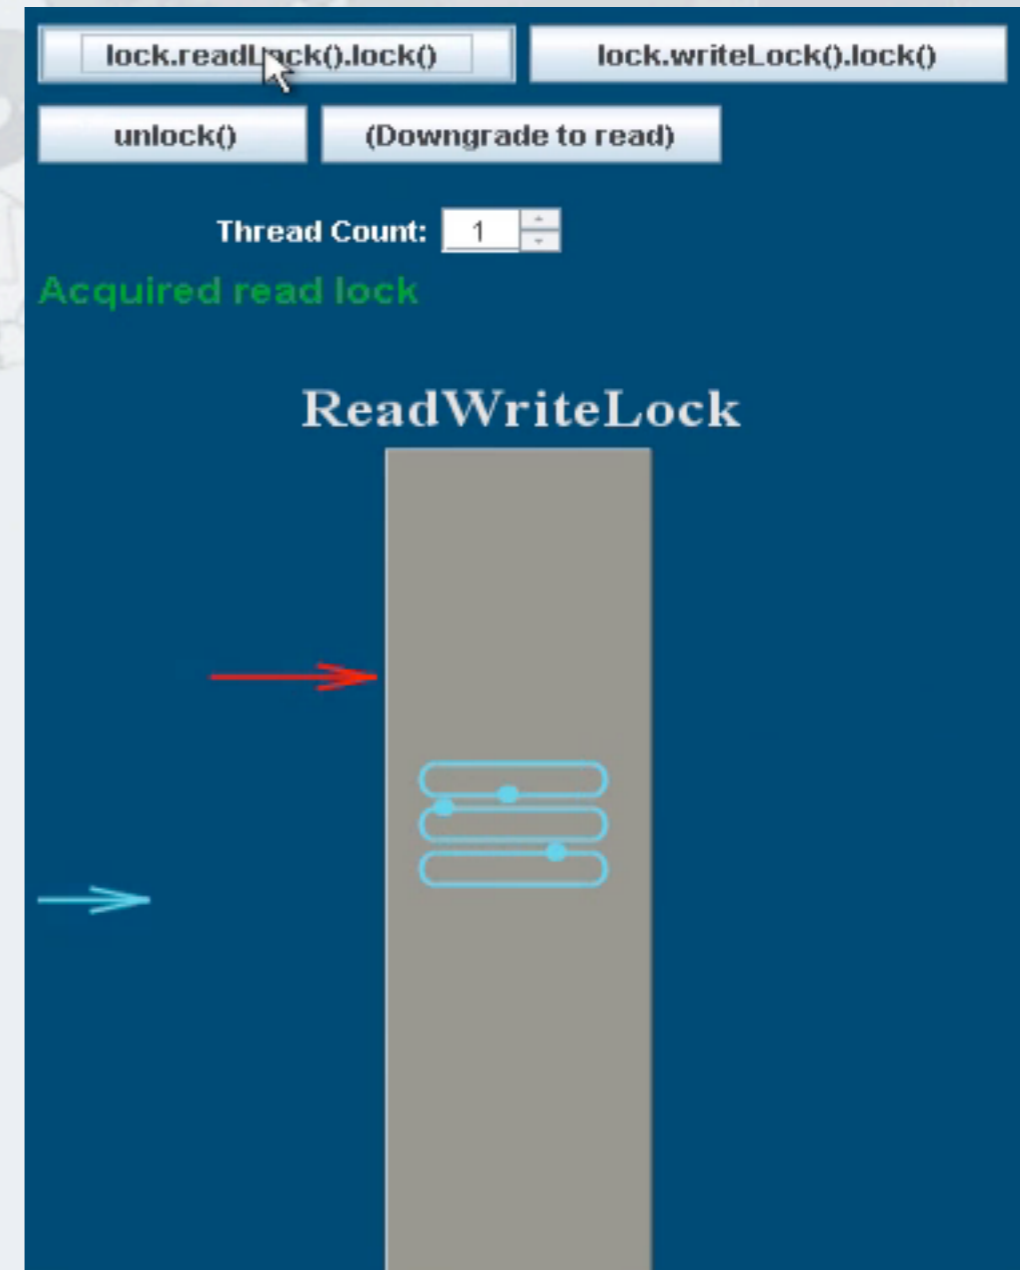 lock.readLock().lock() lock.writeLock().lock()
unlock() (Downgrade to read)
Thread Count: 1
Acquired read lock
ReadWriteLock